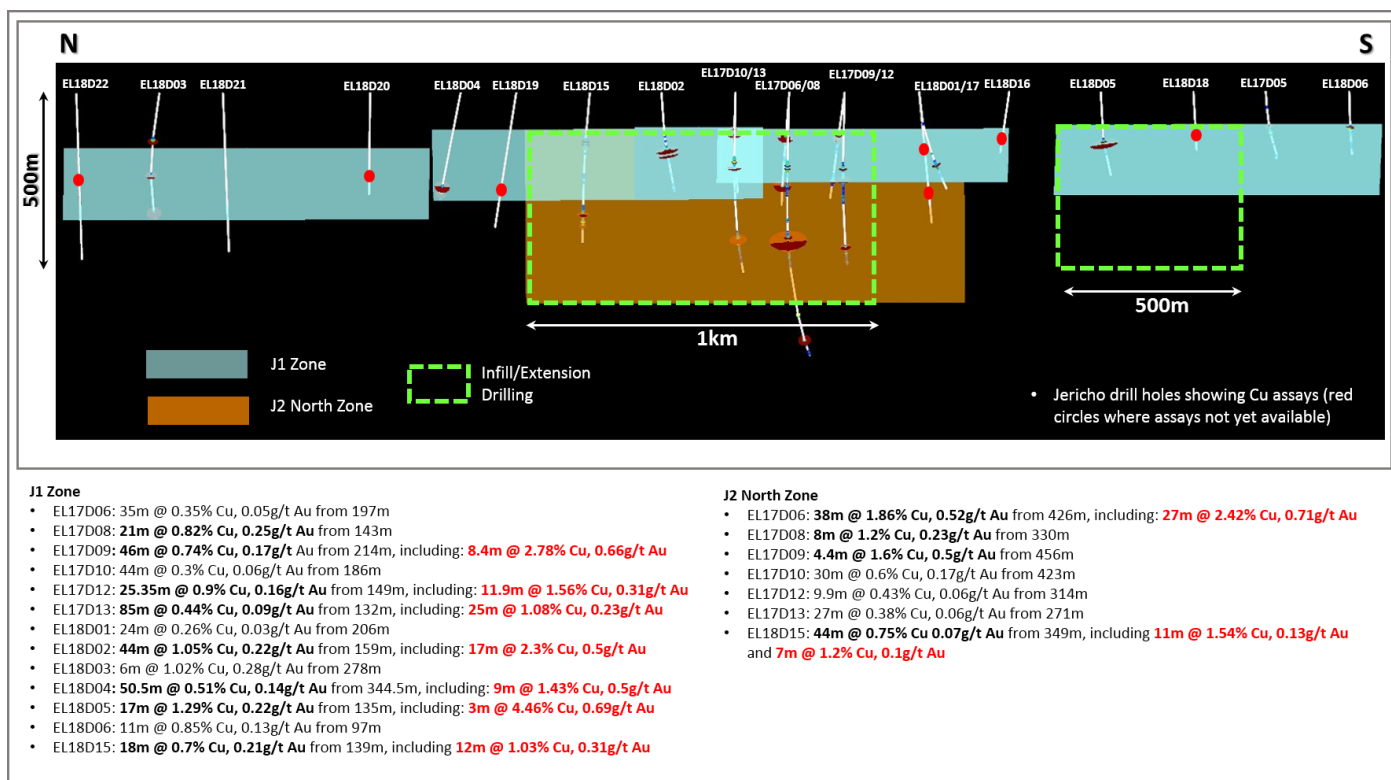 N
S
EL18D22
EL18D03
EL18D21
EL18D20
EL18D04
EL18D19
EL18D15
EL18D02
EL17D10/13
EL17D06/08
EL17D09/12
EL18D01/17
EL18D16
EL18D05
EL18D18
EL17D05
EL18D06
500m
1km
500m
J1 Zone
J2 North Zone
Infill/Extension
Drilling
• Jericho drill holes showing Cu assays (red
circles where assays not yet available)
J1 Zone
• EL17D06: 35m @ 0.35% Cu, 0.05g/t Au from 197m
• EL17D08: 21m @ 0.82% Cu, 0.25g/t Au from 143m
• EL17D09: 46m @ 0.74% Cu, 0.17g/t Au from 214m, including: 8.4m @ 2.78% Cu, 0.66g/t Au
• EL17D10: 44m @ 0.3% Cu, 0.06g/t Au from 186m
• EL17D12: 25.35m @ 0.9% Cu, 0.16g/t Au from 149m, including: 11.9m @ 1.56% Cu, 0.31g/t Au
• EL17D13: 85m @ 0.44% Cu, 0.09g/t Au from 132m, including: 25m @ 1.08% Cu, 0.23g/t Au
• EL18D01: 24m @ 0.26% Cu, 0.03g/t Au from 206m
• EL18D02: 44m @ 1.05% Cu, 0.22g/t Au from 159m, including: 17m @ 2.3% Cu, 0.5g/t Au
• EL18D03: 6m @ 1.02% Cu, 0.28g/t Au from 278m
• EL18D04: 50.5m @ 0.51% Cu, 0.14g/t Au from 344.5m, including: 9m @ 1.43% Cu, 0.5g/t Au
• EL18D05: 17m @ 1.29% Cu, 0.22g/t Au from 135m, including: 3m @ 4.46% Cu, 0.69g/t Au
• EL18D06: 11m @ 0.85% Cu, 0.13g/t Au from 97m
• EL18D15: 18m @ 0.7% Cu, 0.21g/t Au from 139m, including 12m @ 1.03% Cu, 0.31g/t Au
J2 North Zone
• EL17D06: 38m @ 1.86% Cu, 0.52g/t Au from 426m, including: 27m @ 2.42% Cu, 0.71g/t Au
• EL17D08: 8m @ 1.2% Cu, 0.23g/t Au from 330m
• EL17D09: 4.4m @ 1.6% Cu, 0.5g/t Au from 456m
• EL17D10: 30m @ 0.6% Cu, 0.17g/t Au from 423m
• EL17D12: 9.9m @ 0.43% Cu, 0.06g/t Au from 314m
• EL17D13: 27m @ 0.38% Cu, 0.06g/t Au from 271m
• EL18D15: 44m @ 0.75% Cu 0.07g/t Au from 349m, including 11m @ 1.54% Cu, 0.13g/t Au
and 7m @ 1.2% Cu, 0.1g/t Au